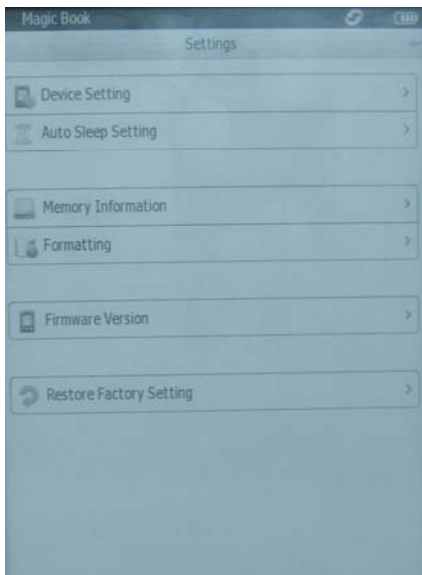 Magic Book
Settings
Device Setting
Auto Sleep Setting
Memory Information
Formatting
Firmware Version
Restore Factory Setting